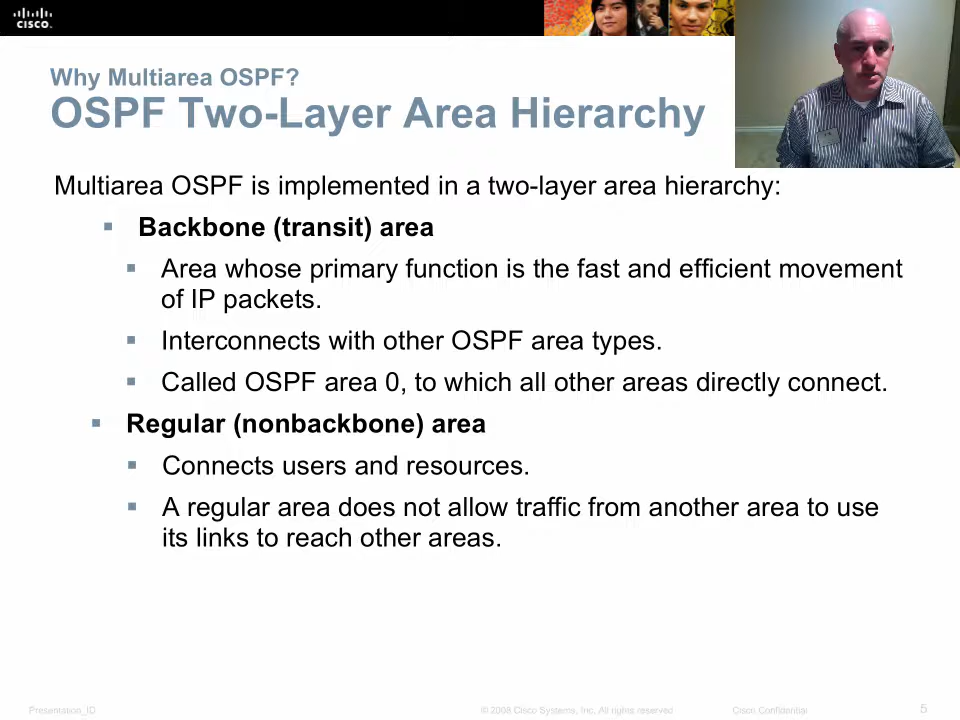 CISCO
Why Multiarea OSPF?
OSPF Two-Layer Area Hierarchy
Multiarea OSPF is implemented in a two-layer area hierarchy:
Backbone (transit) area
Area whose primary function is the fast and efficient movement
of IP packets.
Interconnects with other OSPF area types.
Called OSPF area 0, to which all other areas directly connect.
Regular (nonbackbone) area
Connects users and resources.
A regular area does not allow traffic from another area to use
its links to reach other areas.
Presentation_ID © 2008 Cisco Systems, Inc. All rights reserved Cisco Confidential 5